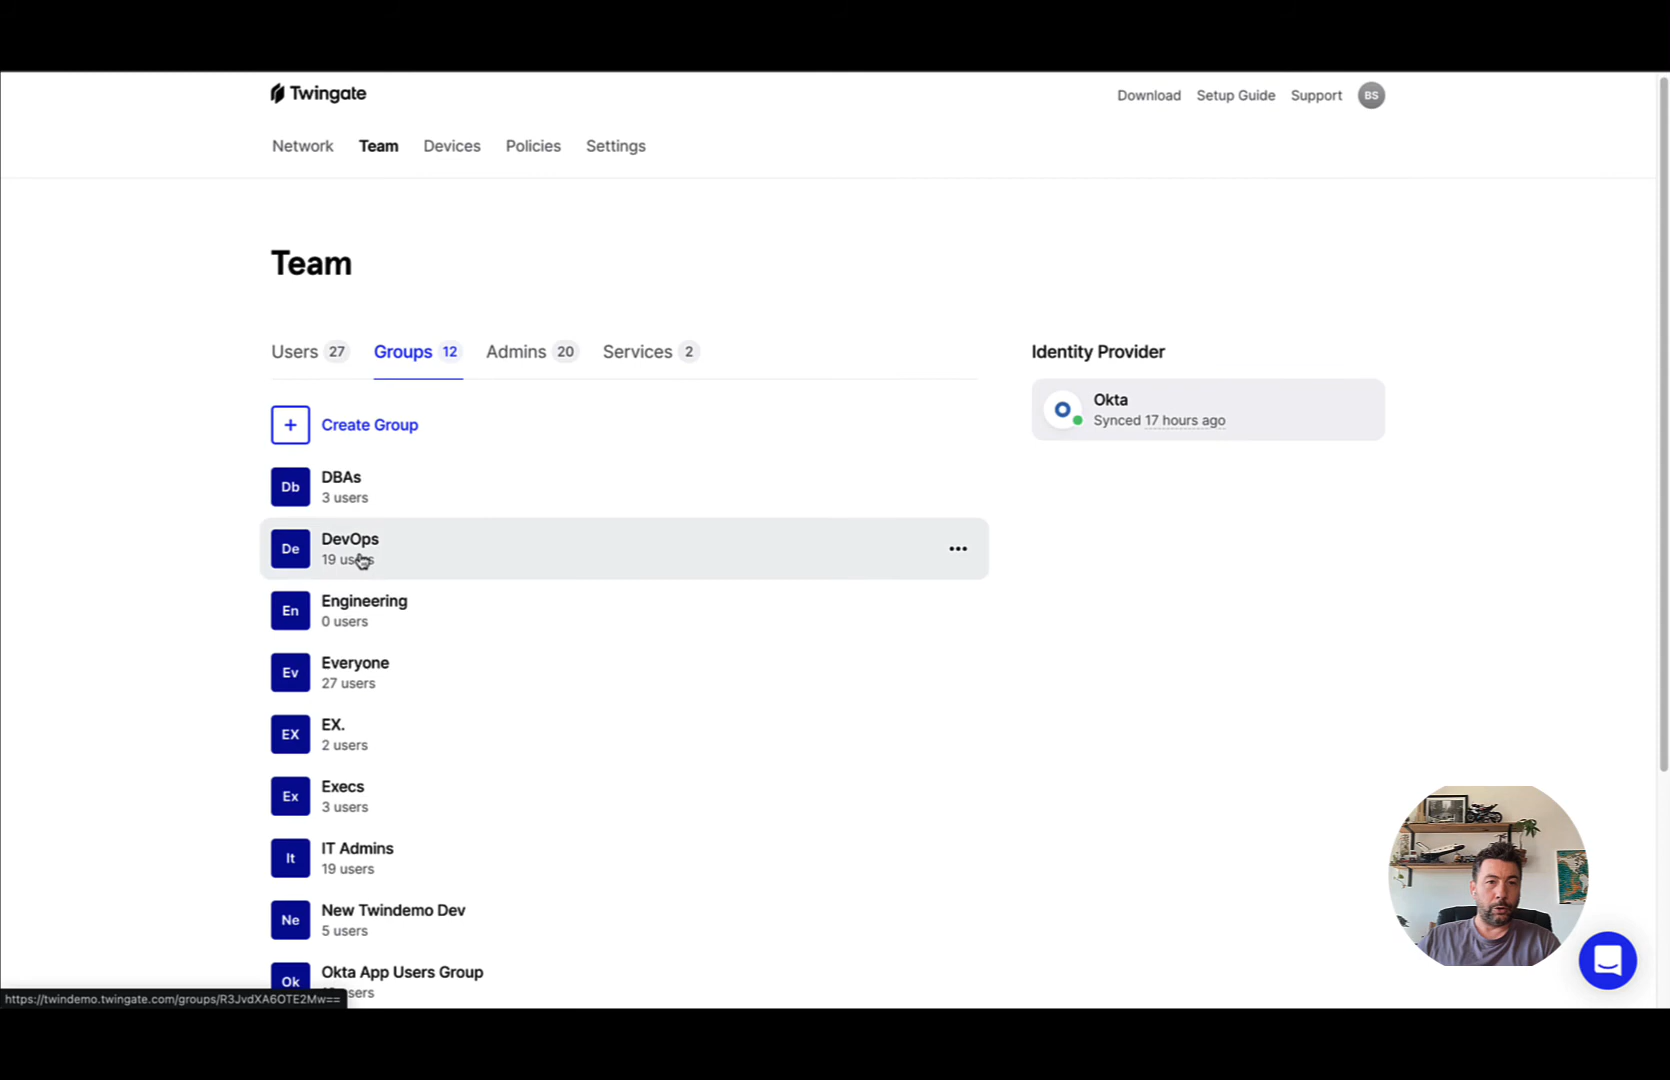 Twingate
Download
Setup Guide
Support
BS
Network
Team
Devices
Policies
Settings
Team
Users 27
Groups 12
Admins 20
Services 2
Identity Provider
Okta
Synced 17 hours ago
+ Create Group
Db
DBAs
3 users
De
DevOps
19 users
En
Engineering
0 users
Ev
Everyone
27 users
EX
EX.
2 users
Ex
Execs
3 users
It
IT Admins
19 users
Ne
New Twindemo Dev
5 users
Ok
Okta App Users Group
users
https://twindemo.twingate.com/groups/R3JvdXA6OTE2Mw==